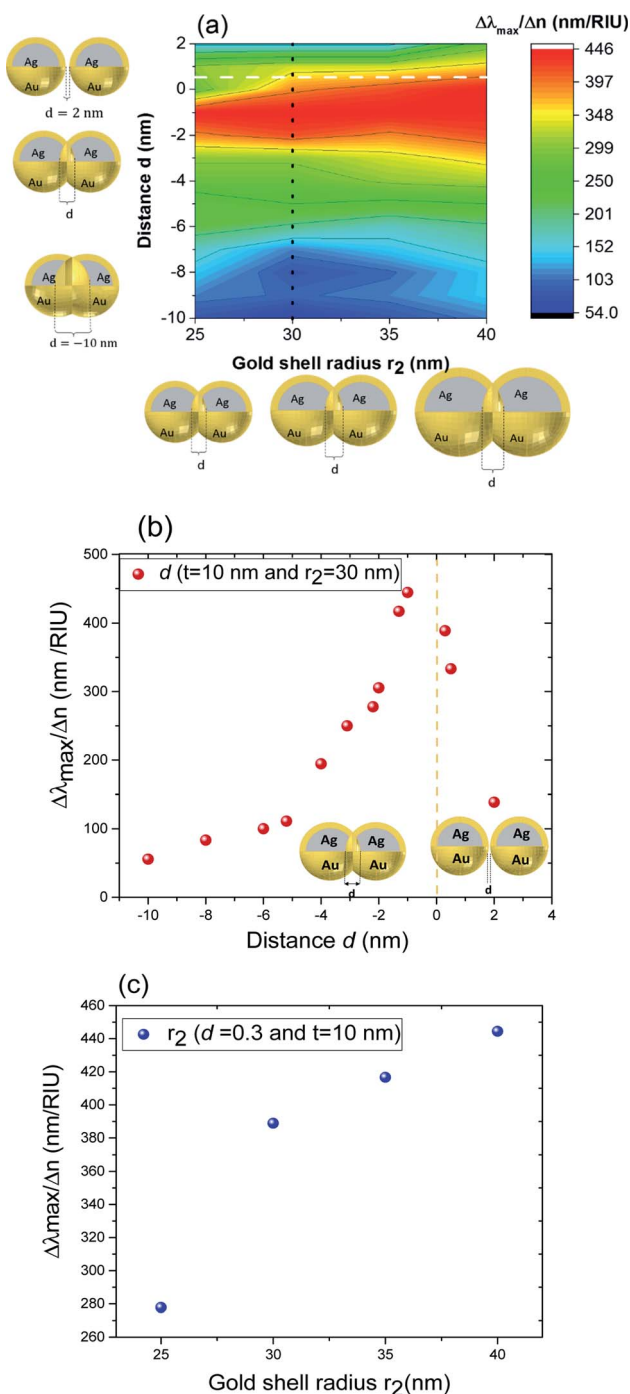 (a)
Δλmax/Δn (nm/RIU)
Ag Ag
Au Au
d = 2 nm
Ag Ag
Au Au
d
Ag Ag
Au Au
d = −10 nm
Distance d (nm)
2
0
-2
-4
-6
-8
-10
25 30 35 40
Gold shell radius r2 (nm)
446
397
348
299
250
201
152
103
54.0
Ag Ag
Au Au
d
Ag Ag
Au Au
d
Ag Ag
Au Au
d
(b)
500
400
300
200
100
0
Δλmax/Δn (nm /RIU)
d (t=10 nm and r2=30 nm)
Ag Ag
Au Au
d
Ag Ag
Au Au
d
-10 -8 -6 -4 -2 0 2 4
Distance d (nm)
(c)
460
440
420
400
380
360
340
320
300
280
260
Δλmax/Δn (nm/RIU)
r2 (d =0.3 and t=10 nm)
25 30 35 40
Gold shell radius r2(nm)